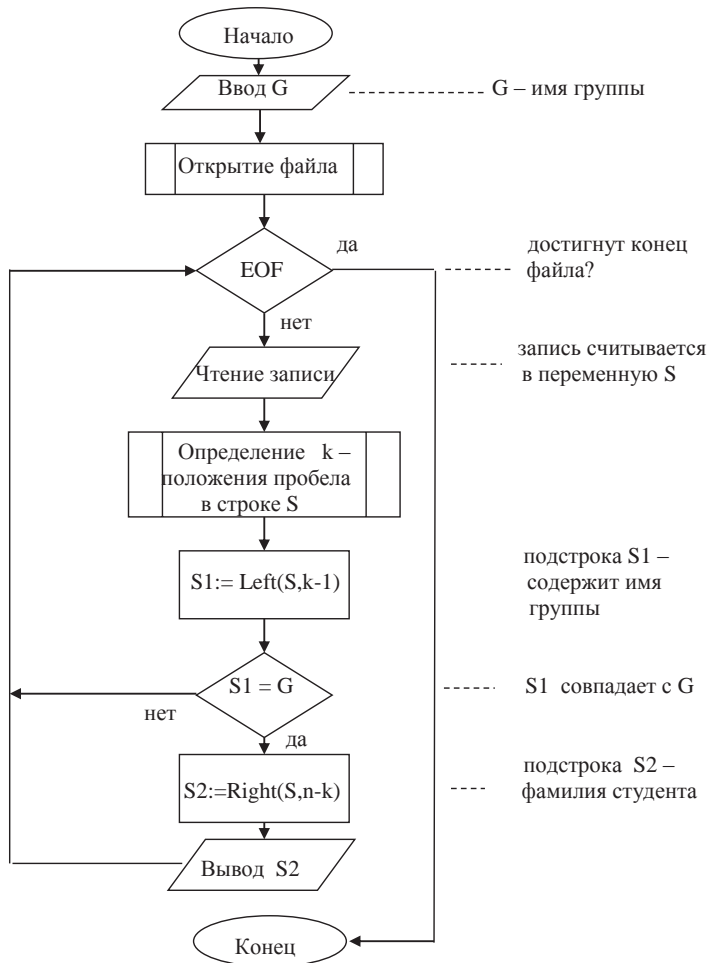 Начало
Ввод G
G – имя группы
Открытие файла
да
EOF
достигнут конец
файла?
нет
Чтение записи
запись считывается
в переменную S
Определение k –
положения пробела
в строке S
S1:= Left(S,k-1)
подстрока S1 –
содержит имя
группы
S1 = G
S1 совпадает с G
нет
да
S2:=Right(S,n-k)
подстрока S2 –
фамилия студента
Вывод S2
Конец